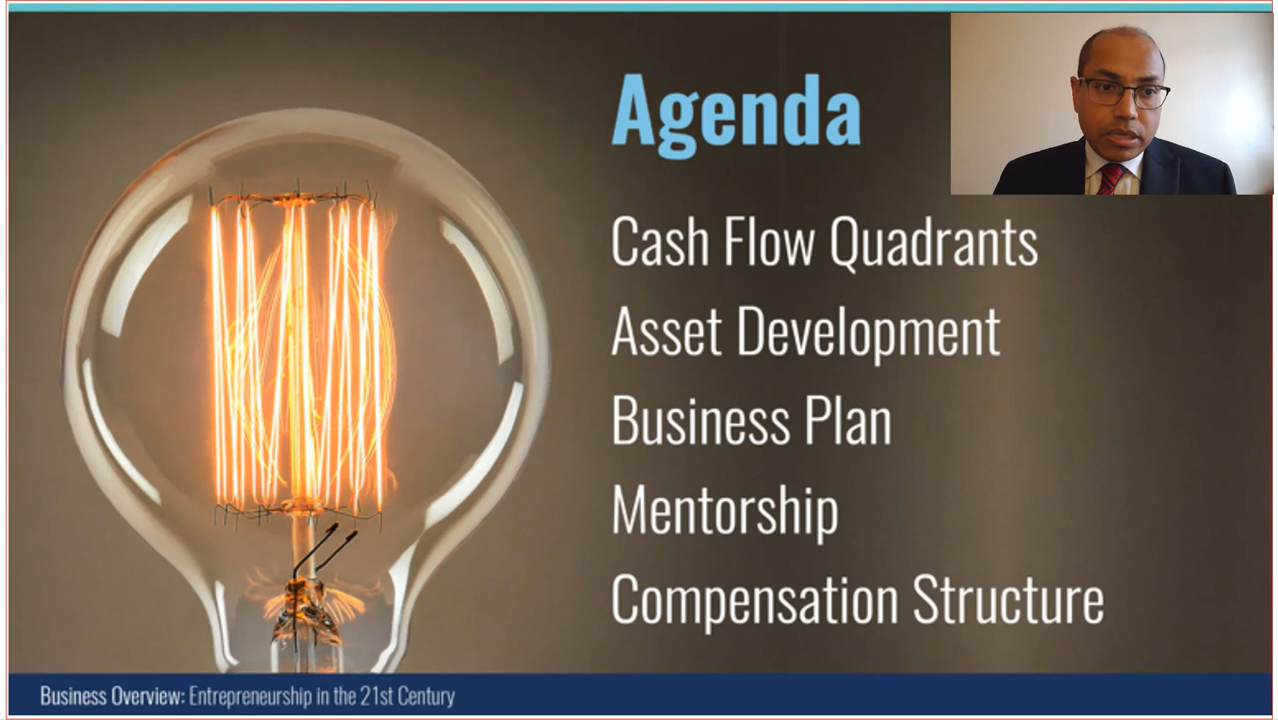 Agenda
Cash Flow Quadrants
Asset Development
Business Plan
Mentorship
Compensation Structure
Business Overview: Entrepreneurship in the 21st Century